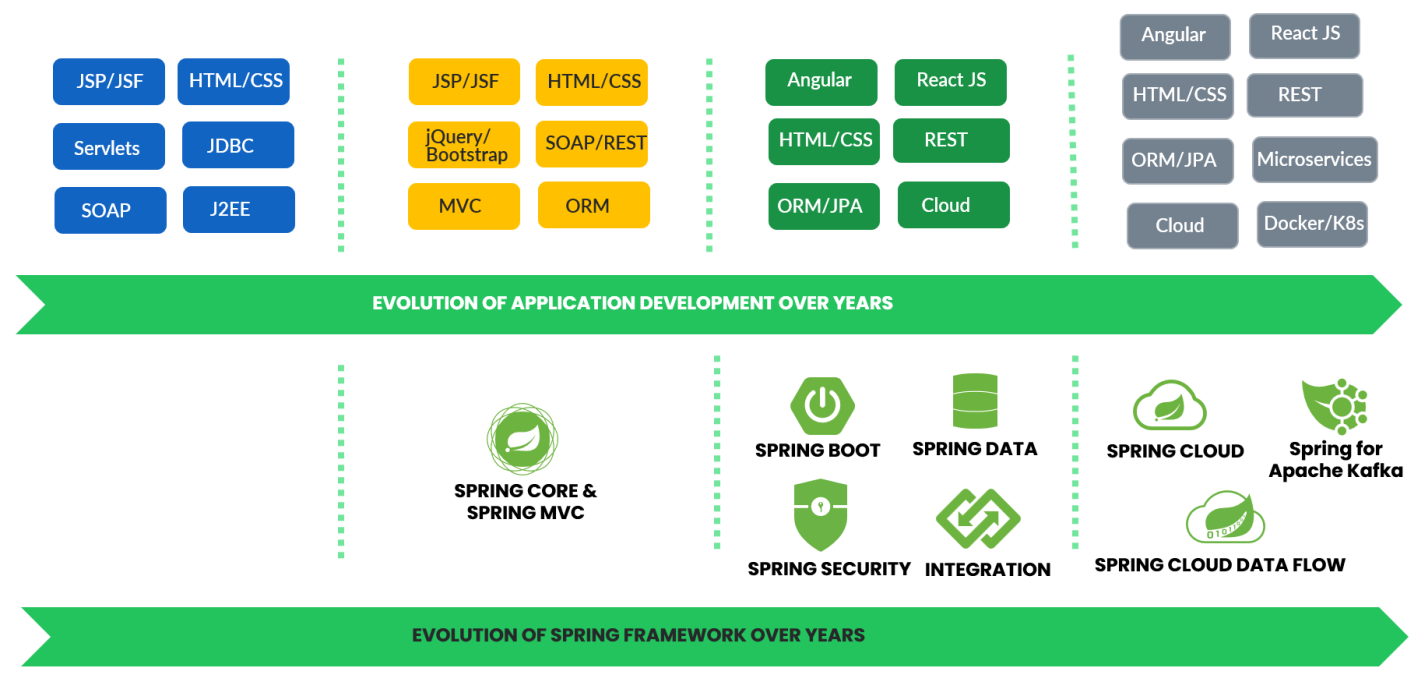 JSP/JSF
HTML/CSS
Servlets
JDBC
SOAP
J2EE
JSP/JSF
HTML/CSS
jQuery/
Bootstrap
SOAP/REST
MVC
ORM
Angular
React JS
HTML/CSS
REST
ORM/JPA
Cloud
Angular
React JS
HTML/CSS
REST
ORM/JPA
Microservices
Cloud
Docker/K8s
EVOLUTION OF APPLICATION DEVELOPMENT OVER YEARS
SPRING CORE &
SPRING MVC
SPRING BOOT
SPRING DATA
SPRING SECURITY
INTEGRATION
SPRING CLOUD
Spring for
Apache Kafka
SPRING CLOUD DATA FLOW
EVOLUTION OF SPRING FRAMEWORK OVER YEARS